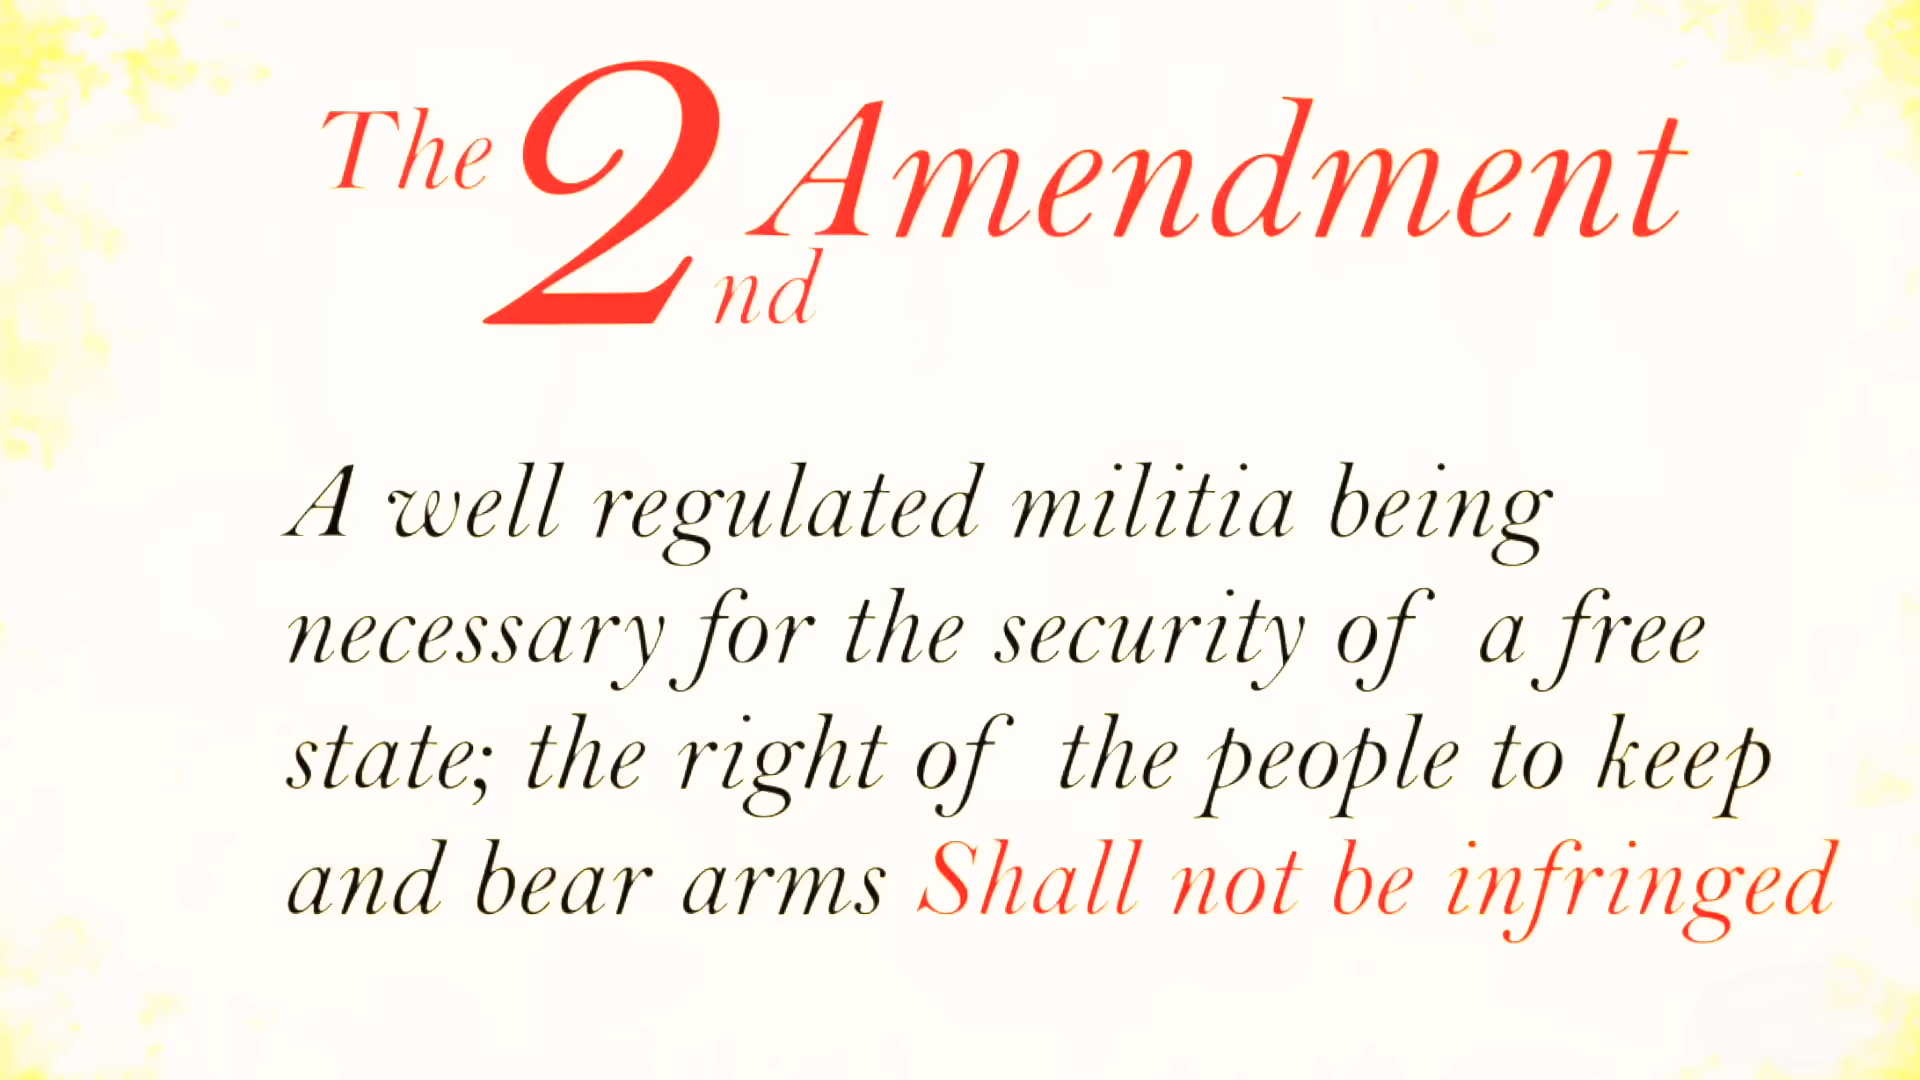 The 2nd Amendment
A well regulated militia being
necessary for the security of a free
state; the right of the people to keep
and bear arms Shall not be infringed